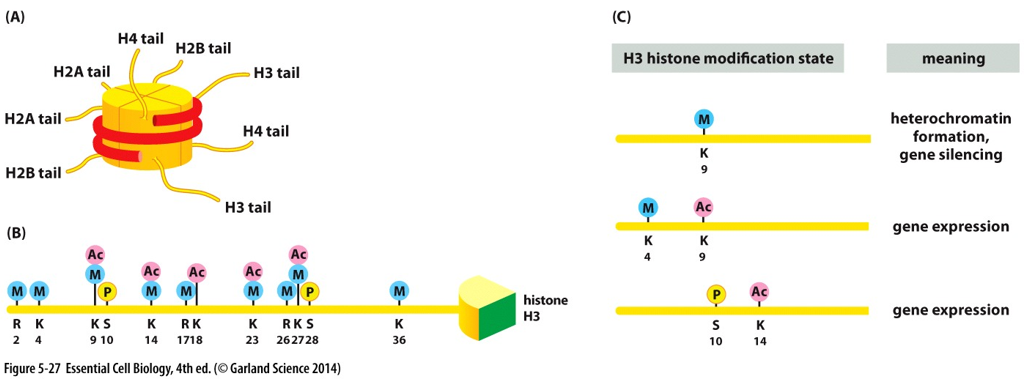 (A)
H4 tail
H2B tail
H2A tail
H3 tail
H2A tail
H4 tail
H2B tail
H3 tail
(B)
Ac Ac
Ac Ac Ac
M M M P M M M M M P M
histone
H3
R K K S K R K K R K S K
2 4 9 10 14 17 18 23 26 27 28 36
(C)
H3 histone modification state meaning
M
K
9
heterochromatin
formation,
gene silencing
M Ac
K K
4 9
gene expression
P Ac
S K
10 14
gene expression
Figure 5-27 Essential Cell Biology, 4th ed. (© Garland Science 2014)